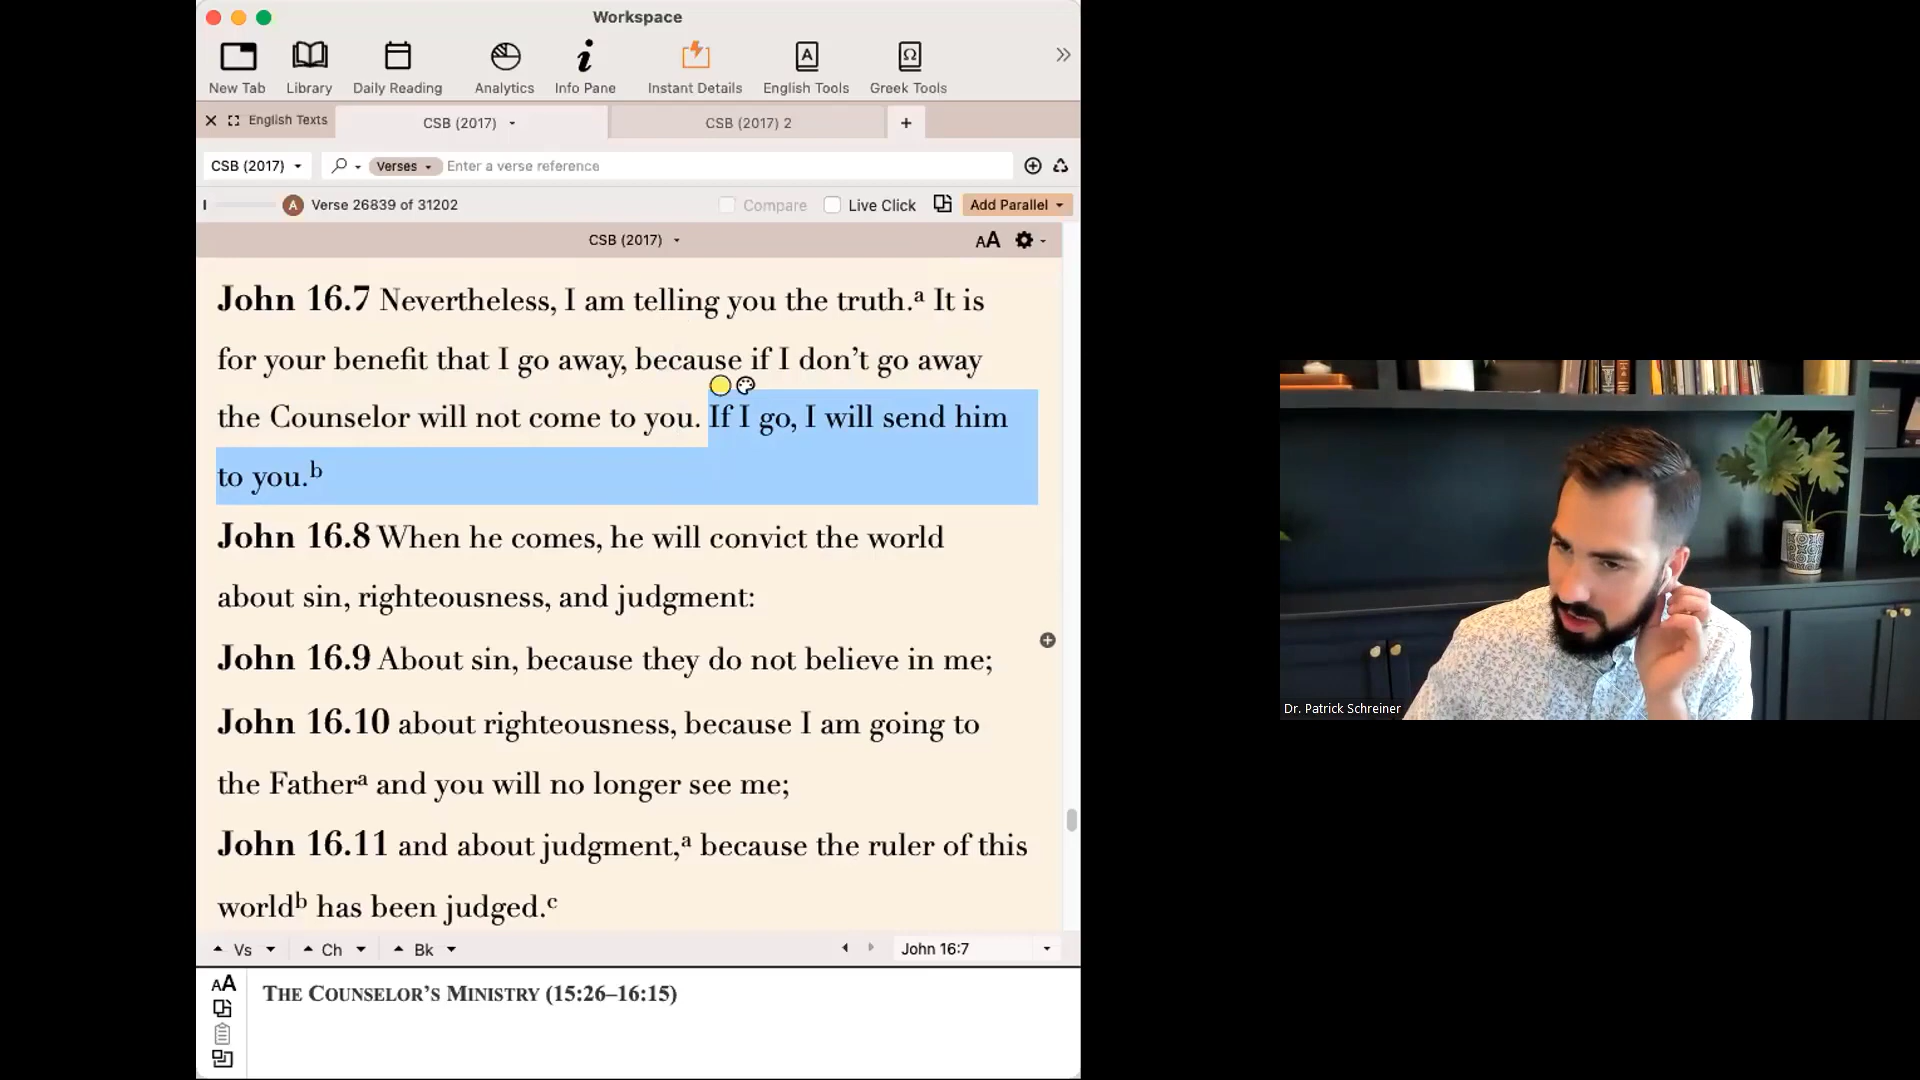 Workspace
New Tab Library Daily Reading Analytics Info Pane Instant Details English Tools Greek Tools
English Texts CSB (2017) CSB (2017) 2
CSB (2017) Verses Enter a verse reference
A Verse 26839 of 31202 Compare Live Click Add Parallel
CSB (2017) AA
John 16.7 Nevertheless, I am telling you the truth.ᵃ It is
for your benefit that I go away, because if I don’t go away
the Counselor will not come to you. If I go, I will send him
to you.ᵇ
John 16.8 When he comes, he will convict the world
about sin, righteousness, and judgment:
John 16.9 About sin, because they do not believe in me;
John 16.10 about righteousness, because I am going to
the Fatherᵃ and you will no longer see me;
John 16.11 and about judgment,ᵃ because the ruler of this
worldᵇ has been judged.ᶜ
Vs Ch Bk John 16:7
AA THE COUNSELOR’S MINISTRY (15:26–16:15)
Dr. Patrick Schreiner